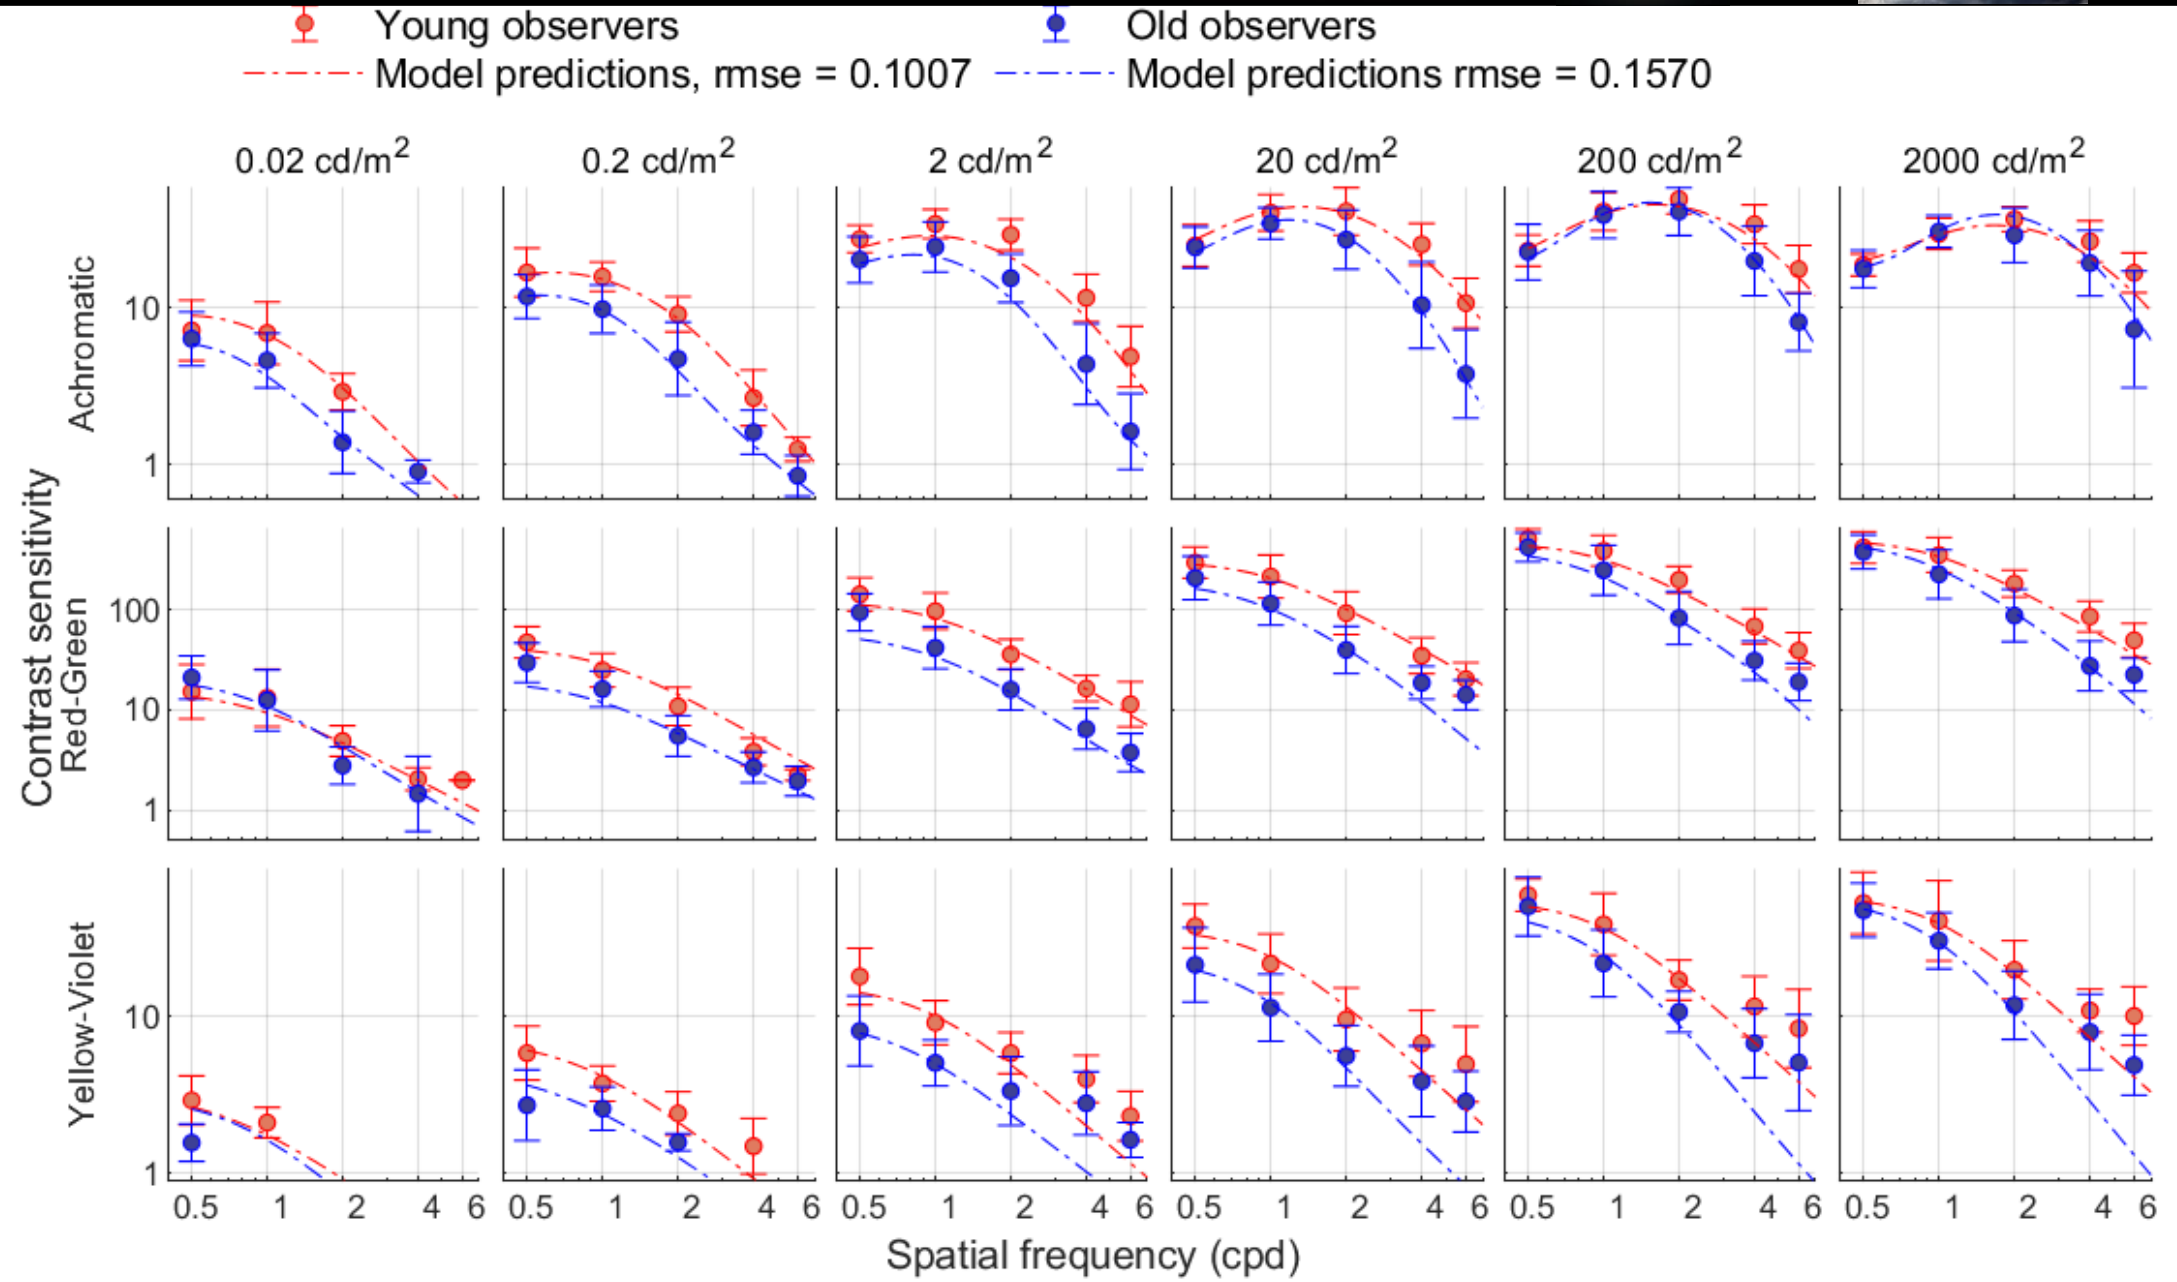 Young observers
Old observers
Model predictions, rmse = 0.1007
Model predictions rmse = 0.1570
0.02 cd/m²
0.2 cd/m²
2 cd/m²
20 cd/m²
200 cd/m²
2000 cd/m²
Contrast sensitivity
Achromatic
10
1
Red-Green
100
10
1
Yellow-Violet
10
1
0.5 1 2 4 6
0.5 1 2 4 6
0.5 1 2 4 6
0.5 1 2 4 6
0.5 1 2 4 6
0.5 1 2 4 6
Spatial frequency (cpd)